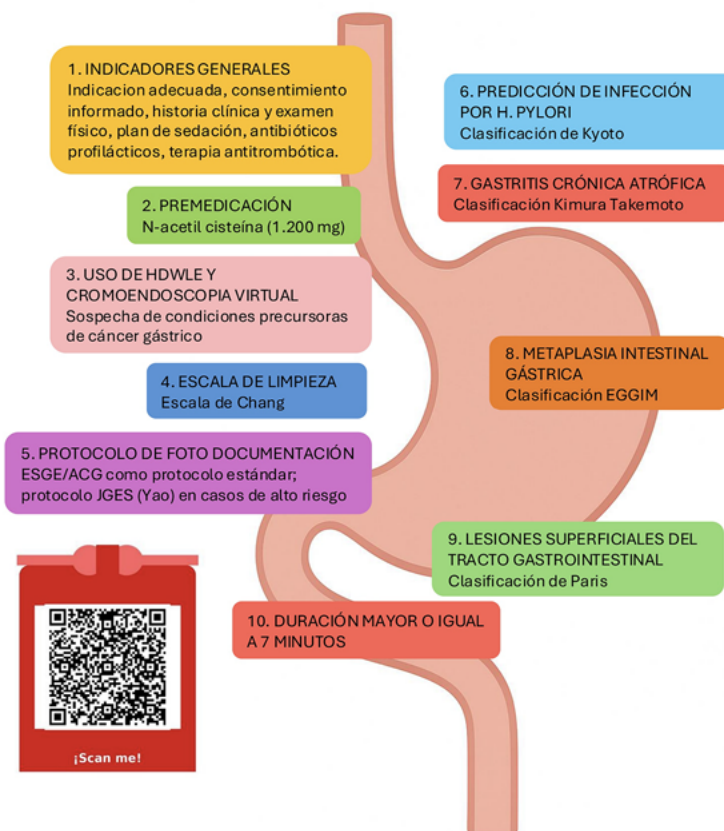 1. INDICADORES GENERALES
Indicacion adecuada, consentimiento
informado, historia clínica y examen
físico, plan de sedación, antibióticos
profilácticos, terapia antitrombótica.
2. PREMEDICACIÓN
N-acetil cisteína (1.200 mg)
3. USO DE HDWLE Y
CROMOENDOSCOPIA VIRTUAL
Sospecha de condiciones precursoras
de cáncer gástrico
4. ESCALA DE LIMPIEZA
Escala de Chang
5. PROTOCOLO DE FOTO DOCUMENTACIÓN
ESGE/ACG como protocolo estándar;
protocolo JGES (Yao) en casos de alto riesgo
6. PREDICCIÓN DE INFECCIÓN
POR H. PYLORI
Clasificación de Kyoto
7. GASTRITIS CRÓNICA ATRÓFICA
Clasificación Kimura Takemoto
8. METAPLASIA INTESTINAL
GÁSTRICA
Clasificación EGGIM
9. LESIONES SUPERFICIALES DEL
TRACTO GASTROINTESTINAL
Clasificación de Paris
10. DURACIÓN MAYOR O IGUAL
A 7 MINUTOS
¡Scan me!